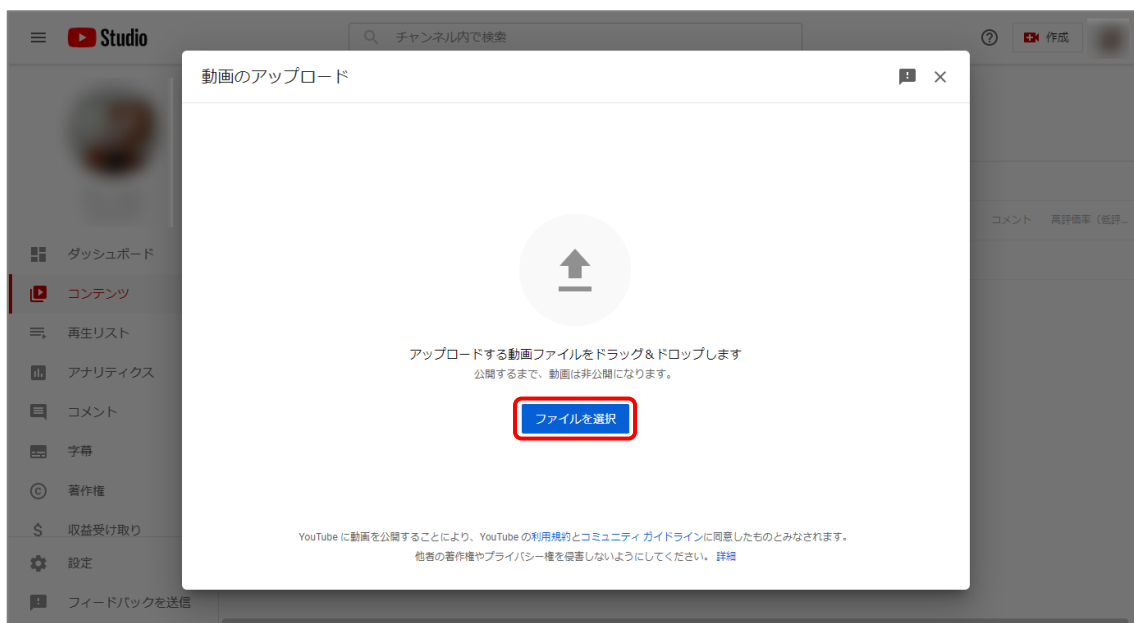 Studio
チャンネル内で検索
作成
動画のアップロード
コメント 高評価率（低評...
ダッシュボード
コンテンツ
再生リスト
アナリティクス
コメント
字幕
著作権
収益受け取り
設定
フィードバックを送信
アップロードする動画ファイルをドラッグ＆ドロップします
公開するまで、動画は非公開になります。
ファイルを選択
YouTube に動画を公開することにより、YouTube の利用規約とコミュニティ ガイドラインに同意したものとみなされます。
他者の著作権やプライバシー権を侵害しないようにしてください。 詳細